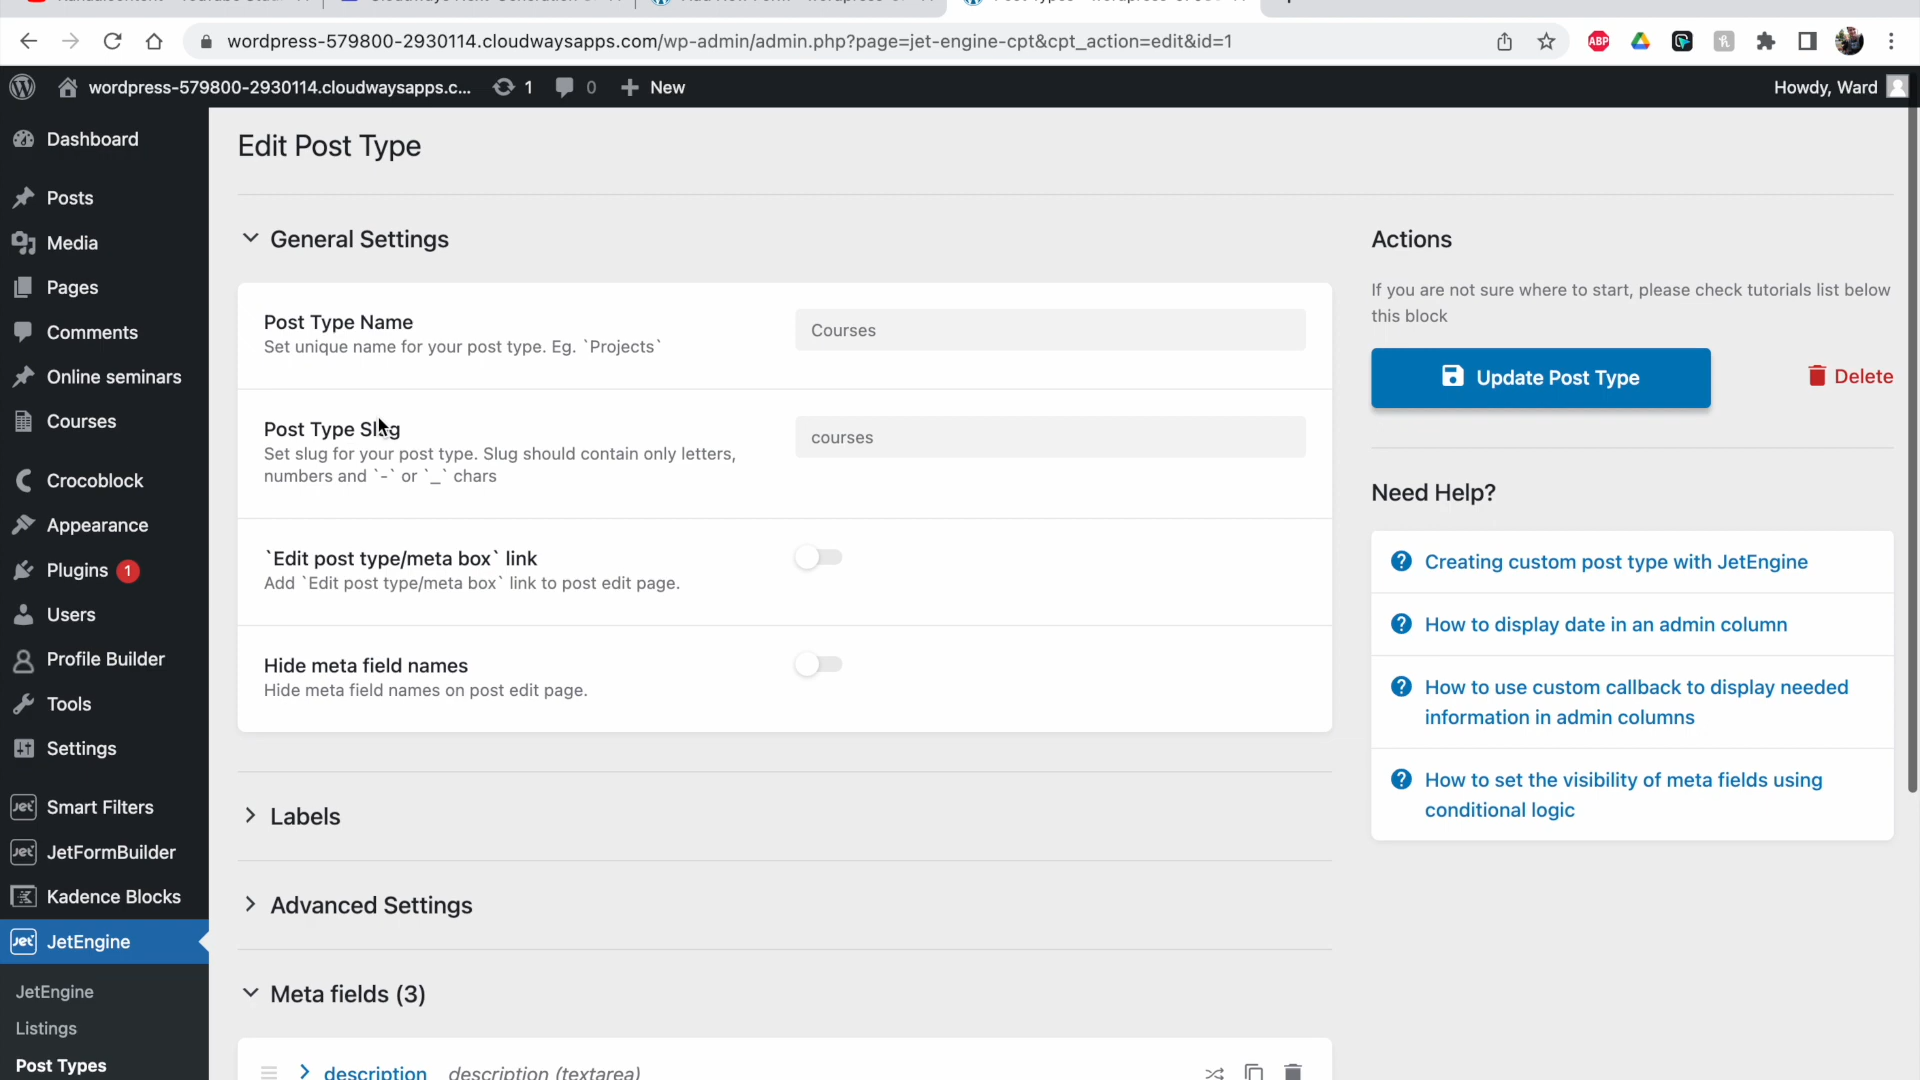 wordpress-579800-2930114.cloudwaysapps.com/wp-admin/admin.php?page=jet-engine-cpt&cpt_action=edit&id=1
ABP
wordpress-579800-2930114.cloudwaysapps.c... 1 0 New
Howdy, Ward
Dashboard
Posts
Media
Pages
Comments
Online seminars
Courses
Crocoblock
Appearance
Plugins 1
Users
Profile Builder
Tools
Settings
Jet Smart Filters
Jet JetFormBuilder
Kadence Blocks
Jet JetEngine
JetEngine
Listings
Post Types
Edit Post Type
General Settings
Post Type Name
Set unique name for your post type. Eg. `Projects`
Courses
Post Type Slug
Set slug for your post type. Slug should contain only letters,
numbers and `-` or `_` chars
courses
`Edit post type/meta box` link
Add `Edit post type/meta box` link to post edit page.
Hide meta field names
Hide meta field names on post edit page.
Labels
Advanced Settings
Meta fields (3)
description description (textarea)
Actions
If you are not sure where to start, please check tutorials list below
this block
Update Post Type
Delete
Need Help?
Creating custom post type with JetEngine
How to display date in an admin column
How to use custom callback to display needed
information in admin columns
How to set the visibility of meta fields using
conditional logic